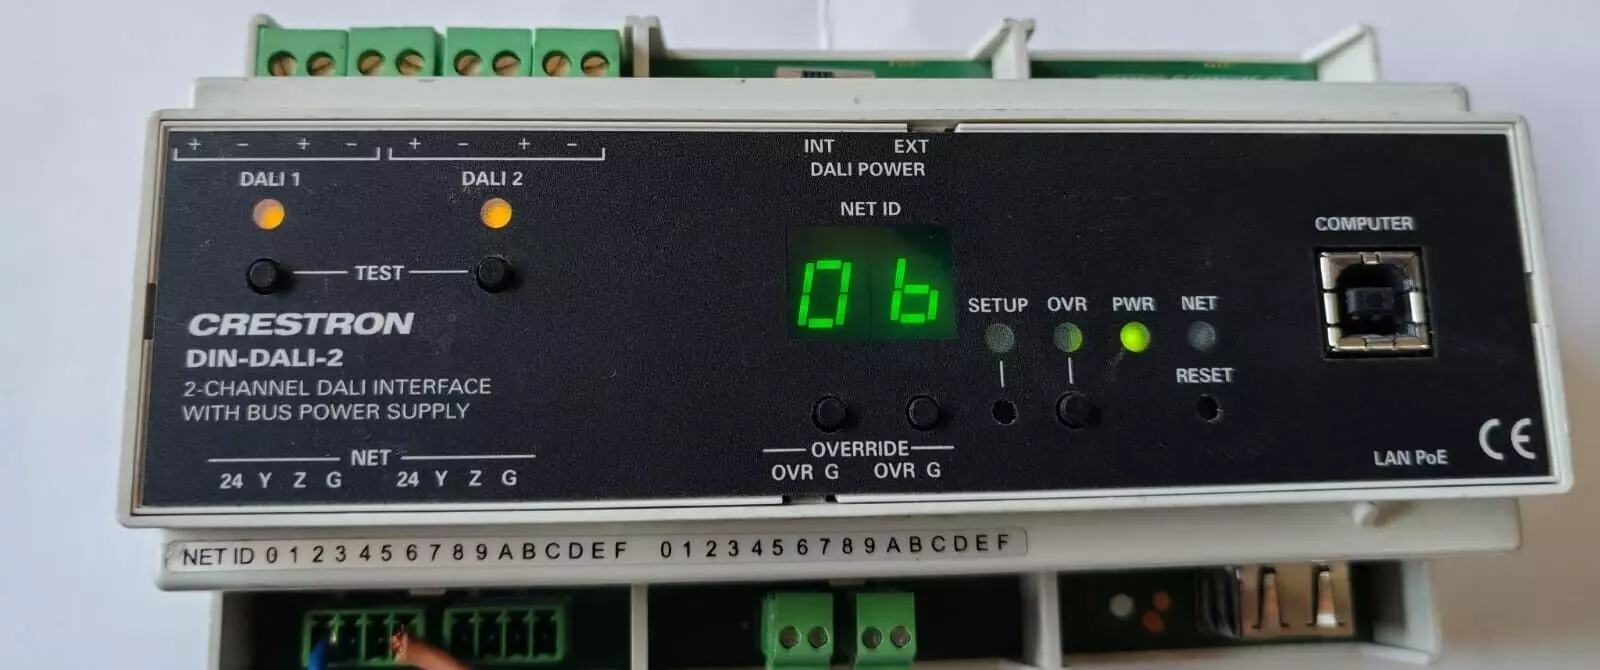 + - + - + - + -
DALI 1 DALI 2
TEST
CRESTRON
DIN-DALI-2
2-CHANNEL DALI INTERFACE
WITH BUS POWER SUPPLY
NET
24 Y Z G 24 Y Z G
INT EXT
DALI POWER
NET ID
0b
OVERRIDE
OVR G OVR G
SETUP OVR PWR NET
RESET
COMPUTER
LAN PoE
CE
NET ID 0 1 2 3 4 5 6 7 8 9 A B C D E F 0 1 2 3 4 5 6 7 8 9 A B C D E F